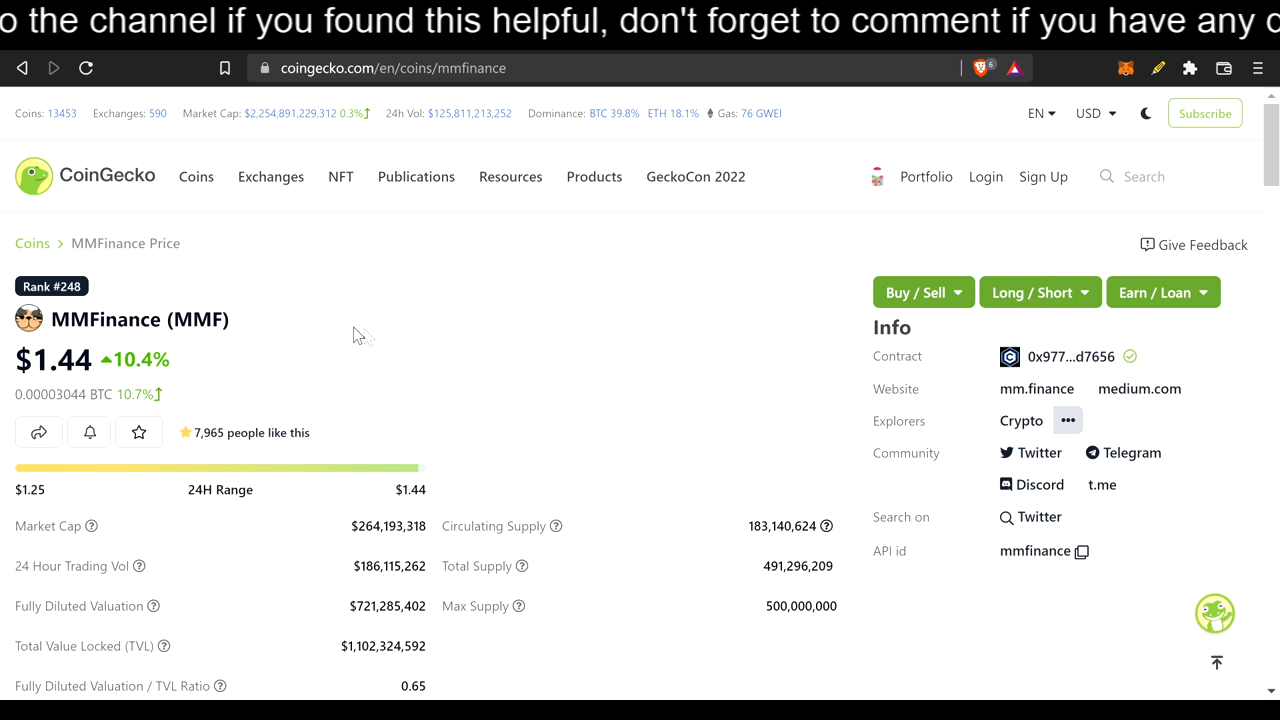 o the channel if you found this helpful, don't forget to comment if you have any
coingecko.com/en/coins/mmfinance
6
Coins: 13453 Exchanges: 590 Market Cap: $2,254,891,229,312 0.3% 24h Vol: $125,811,213,252 Dominance: BTC 39.8% ETH 18.1% Gas: 76 GWEI EN USD Subscribe
CoinGecko Coins Exchanges NFT Publications Resources Products GeckoCon 2022 Portfolio Login Sign Up Search
Coins > MMFinance Price Give Feedback
Rank #248
MMFinance (MMF)
$1.44 10.4%
0.00003044 BTC 10.7%
7,965 people like this
$1.25 24H Range $1.44
Market Cap $264,193,318
24 Hour Trading Vol $186,115,262
Fully Diluted Valuation $721,285,402
Total Value Locked (TVL) $1,102,324,592
Fully Diluted Valuation / TVL Ratio 0.65
Circulating Supply 183,140,624
Total Supply 491,296,209
Max Supply 500,000,000
Buy / Sell Long / Short Earn / Loan
Info
Contract 0x977...d7656
Website mm.finance medium.com
Explorers Crypto •••
Community Twitter Telegram
Discord t.me
Search on Twitter
API id mmfinance